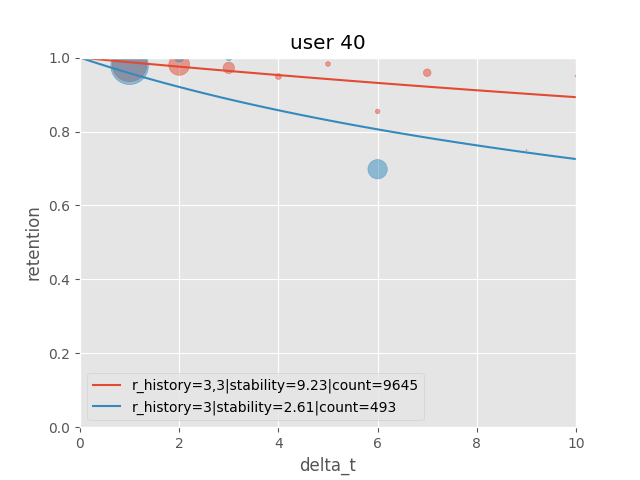 user 40
retention
1.0
0.8
0.6
0.4
0.2
0.0
r_history=3,3|stability=9.23|count=9645
r_history=3|stability=2.61|count=493
0 2 4 6 8 10
delta_t